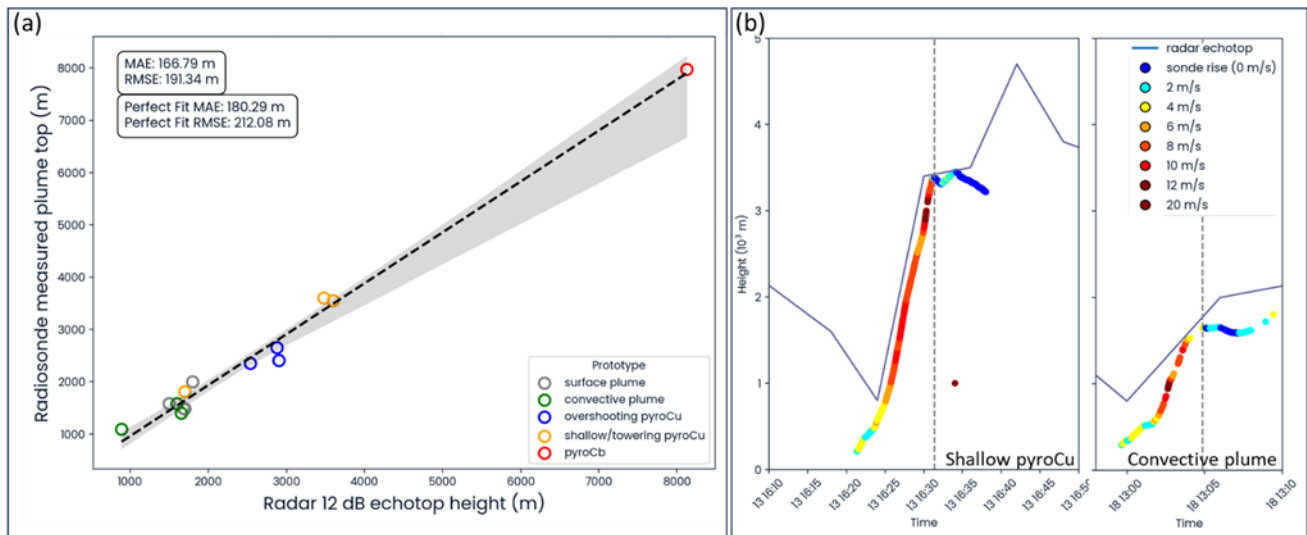 (a)
MAE: 166.79 m
RMSE: 191.34 m
Perfect Fit MAE: 180.29 m
Perfect Fit RMSE: 212.08 m
Radiosonde measured plume top (m)
8000
7000
6000
5000
4000
3000
2000
1000
Prototype
surface plume
convective plume
overshooting pyroCu
shallow/towering pyroCu
pyroCb
1000 2000 3000 4000 5000 6000 7000 8000
Radar 12 dB echotop height (m)
(b)
Height (10³ m)
5
4
3
2
1
0
radar echotop
sonde rise (0 m/s)
2 m/s
4 m/s
6 m/s
8 m/s
10 m/s
12 m/s
20 m/s
Shallow pyroCu
Convective plume
13 16:10
13 16:15
13 16:20
13 16:25
13 16:30
13 16:35
13 16:40
13 16:45
13 16:50
18 13:00
18 13:05
18 13:10
Time
Time